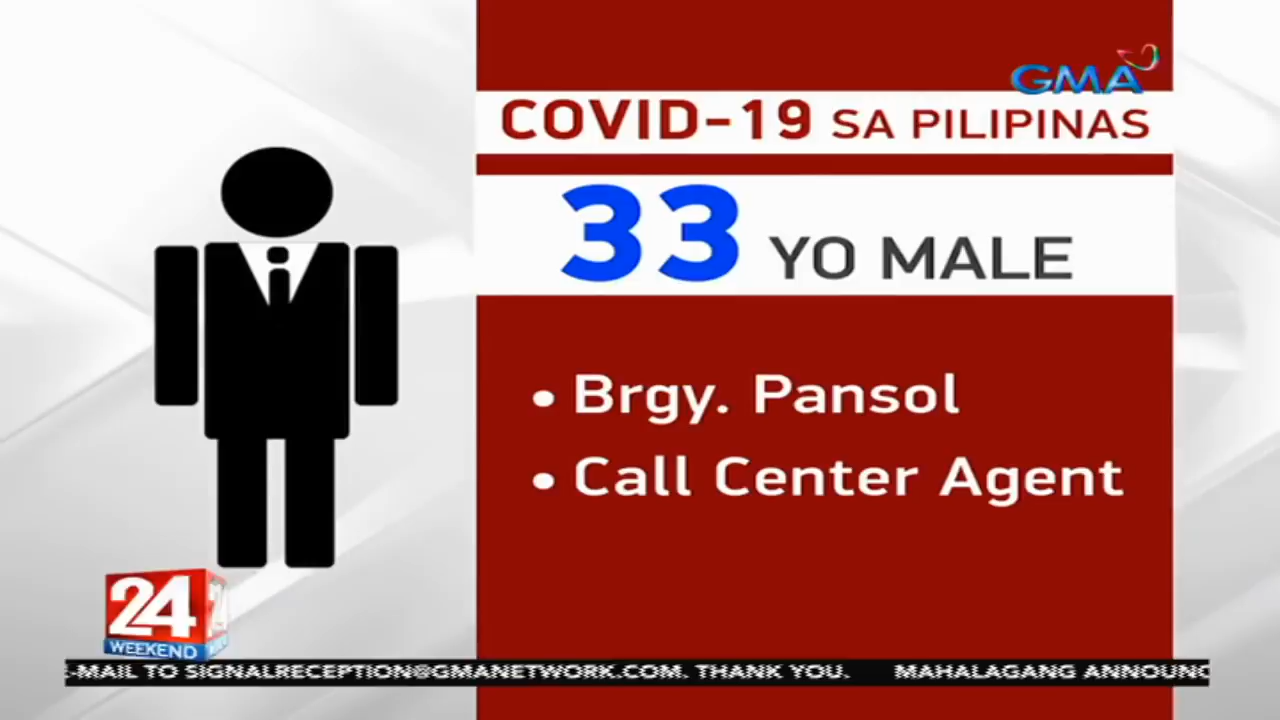 GMA
COVID-19 SA PILIPINAS
33 YO MALE
• Brgy. Pansol
• Call Center Agent
24
WEEKEND
-MAIL TO SIGNALRECEPTION@GMANETWORK.COM. THANK YOU. MAHALAGANG ANNOUNC